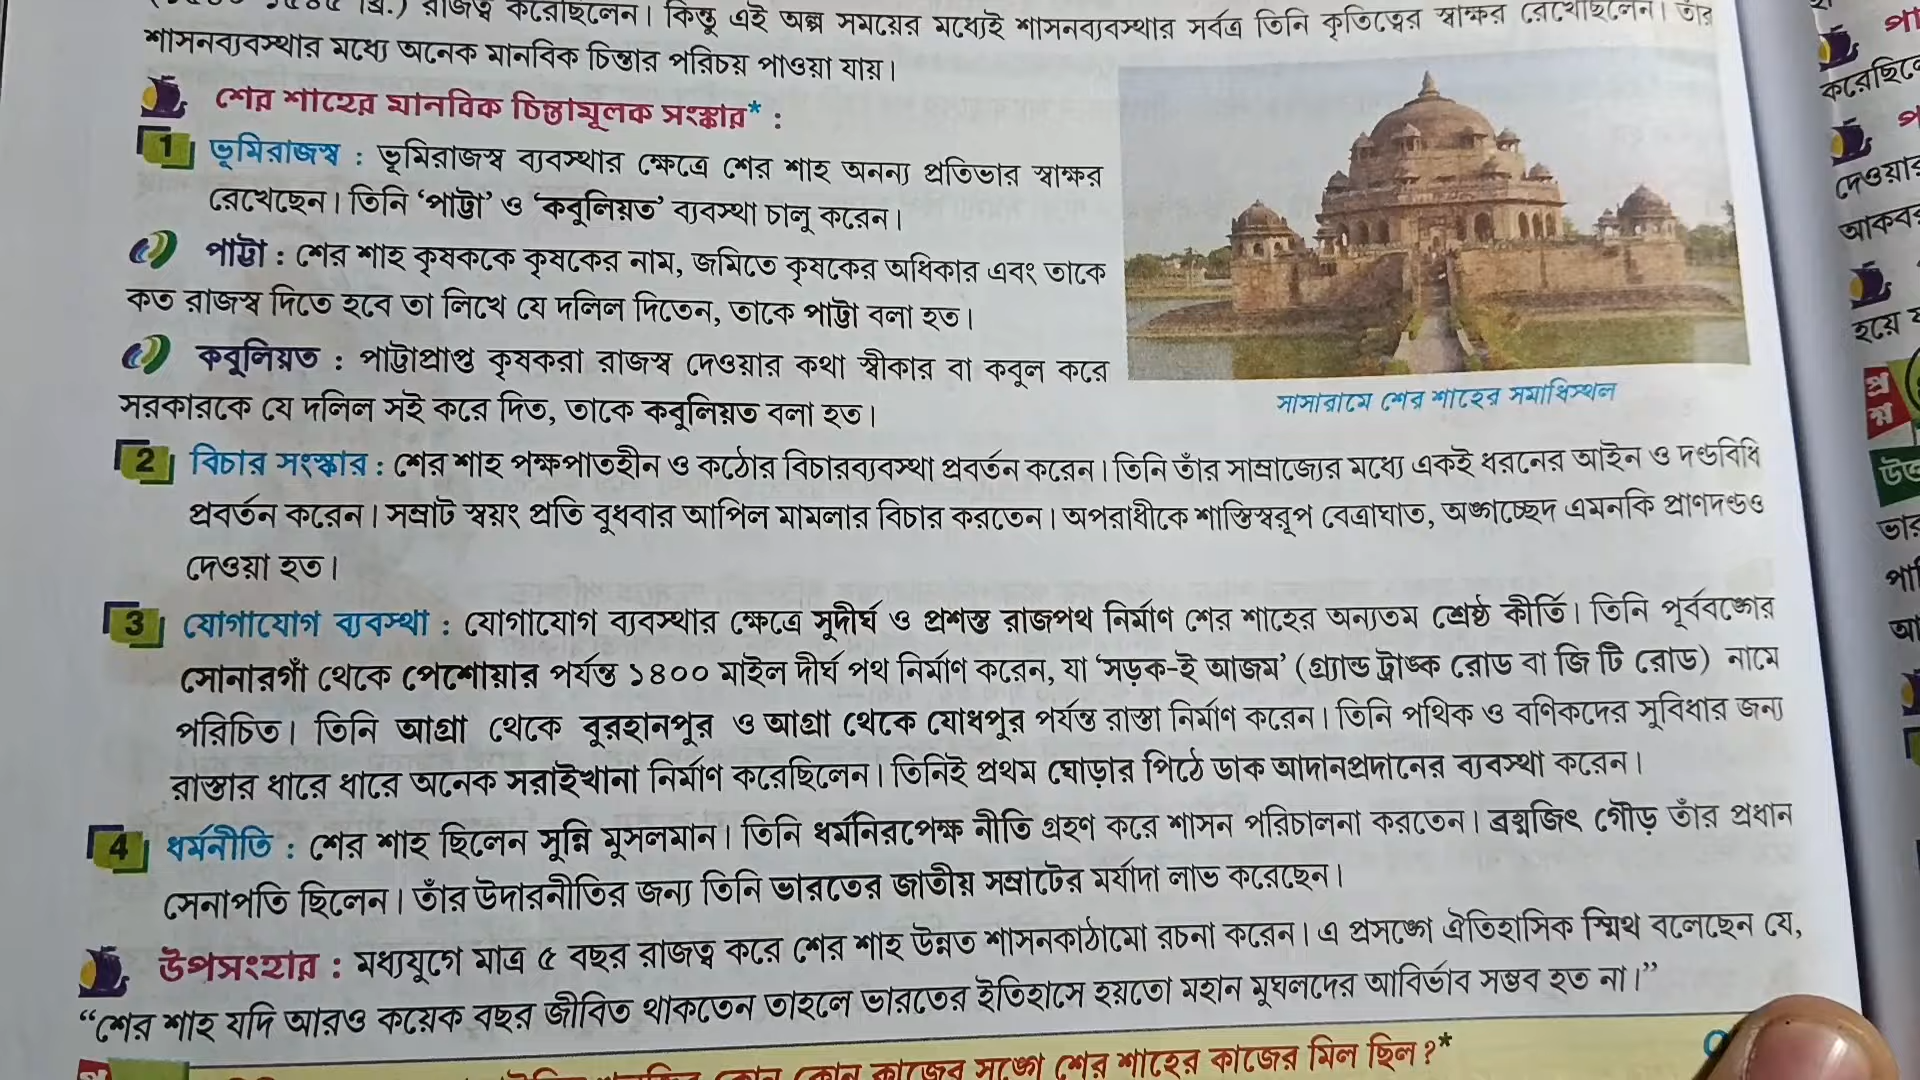 রাজত্ব করেছিলেন। কিন্তু এই অল্প সময়ের মধ্যেই শাসনব্যবস্থার সর্বত্র তিনি কৃতিত্বের স্বাক্ষর রেখেছিলেন। তাঁর
শাসনব্যবস্থার মধ্যে অনেক মানবিক চিন্তার পরিচয় পাওয়া যায়।
শের শাহের মানবিক চিন্তামূলক সংস্কার* :
1 ভূমিরাজস্ব : ভূমিরাজস্ব ব্যবস্থার ক্ষেত্রে শের শাহ অনন্য প্রতিভার স্বাক্ষর
রেখেছেন। তিনি ‘পাট্টা’ ও ‘কবুলিয়ত’ ব্যবস্থা চালু করেন।
পাট্টা : শের শাহ কৃষককে কৃষকের নাম, জমিতে কৃষকের অধিকার এবং তাকে
কত রাজস্ব দিতে হবে তা লিখে যে দলিল দিতেন, তাকে পাট্টা বলা হত।
কবুলিয়ত : পাট্টাপ্রাপ্ত কৃষকরা রাজস্ব দেওয়ার কথা স্বীকার বা কবুল করে
সরকারকে যে দলিল সই করে দিত, তাকে কবুলিয়ত বলা হত।
সাসারামে শের শাহের সমাধিস্থল
2 বিচার সংস্কার : শের শাহ পক্ষপাতহীন ও কঠোর বিচারব্যবস্থা প্রবর্তন করেন। তিনি তাঁর সাম্রাজ্যের মধ্যে একই ধরনের আইন ও দণ্ডবিধি
প্রবর্তন করেন। সম্রাট স্বয়ং প্রতি বুধবার আপিল মামলার বিচার করতেন। অপরাধীকে শাস্তিস্বরূপ বেত্রাঘাত, অঙ্গচ্ছেদ এমনকি প্রাণদণ্ডও
দেওয়া হত।
3 যোগাযোগ ব্যবস্থা : যোগাযোগ ব্যবস্থার ক্ষেত্রে সুদীর্ঘ ও প্রশস্ত রাজপথ নির্মাণ শের শাহের অন্যতম শ্রেষ্ঠ কীর্তি। তিনি পূর্ববঙ্গের
সোনারগাঁ থেকে পেশোয়ার পর্যন্ত ১৪০০ মাইল দীর্ঘ পথ নির্মাণ করেন, যা ‘সড়ক-ই আজম’ (গ্র্যান্ড ট্রাঙ্ক রোড বা জি টি রোড) নামে
পরিচিত। তিনি আগ্রা থেকে বুরহানপুর ও আগ্রা থেকে যোধপুর পর্যন্ত রাস্তা নির্মাণ করেন। তিনি পথিক ও বণিকদের সুবিধার জন্য
রাস্তার ধারে ধারে অনেক সরাইখানা নির্মাণ করেছিলেন। তিনিই প্রথম ঘোড়ার পিঠে ডাক আদানপ্রদানের ব্যবস্থা করেন।
4 ধর্মনীতি : শের শাহ ছিলেন সুন্নি মুসলমান। তিনি ধর্মনিরপেক্ষ নীতি গ্রহণ করে শাসন পরিচালনা করতেন। ব্রহ্মজিৎ গৌড় তাঁর প্রধান
সেনাপতি ছিলেন। তাঁর উদারনীতির জন্য তিনি ভারতের জাতীয় সম্রাটের মর্যাদা লাভ করেছেন।
উপসংহার : মধ্যযুগে মাত্র ৫ বছর রাজত্ব করে শের শাহ উন্নত শাসনকাঠামো রচনা করেন। এ প্রসঙ্গে ঐতিহাসিক স্মিথ বলেছেন যে,
“শের শাহ যদি আরও কয়েক বছর জীবিত থাকতেন তাহলে ভারতের ইতিহাসে হয়তো মহান মুঘলদের আবির্ভাব সম্ভব হত না।”
কোন কোন কাজের সঙ্গে শের শাহের কাজের মিল ছিল?*